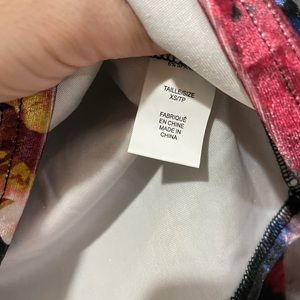 TAILLE/SIZE
XS/TP
FABRIQUÉ
EN CHINE
MADE IN
CHINA